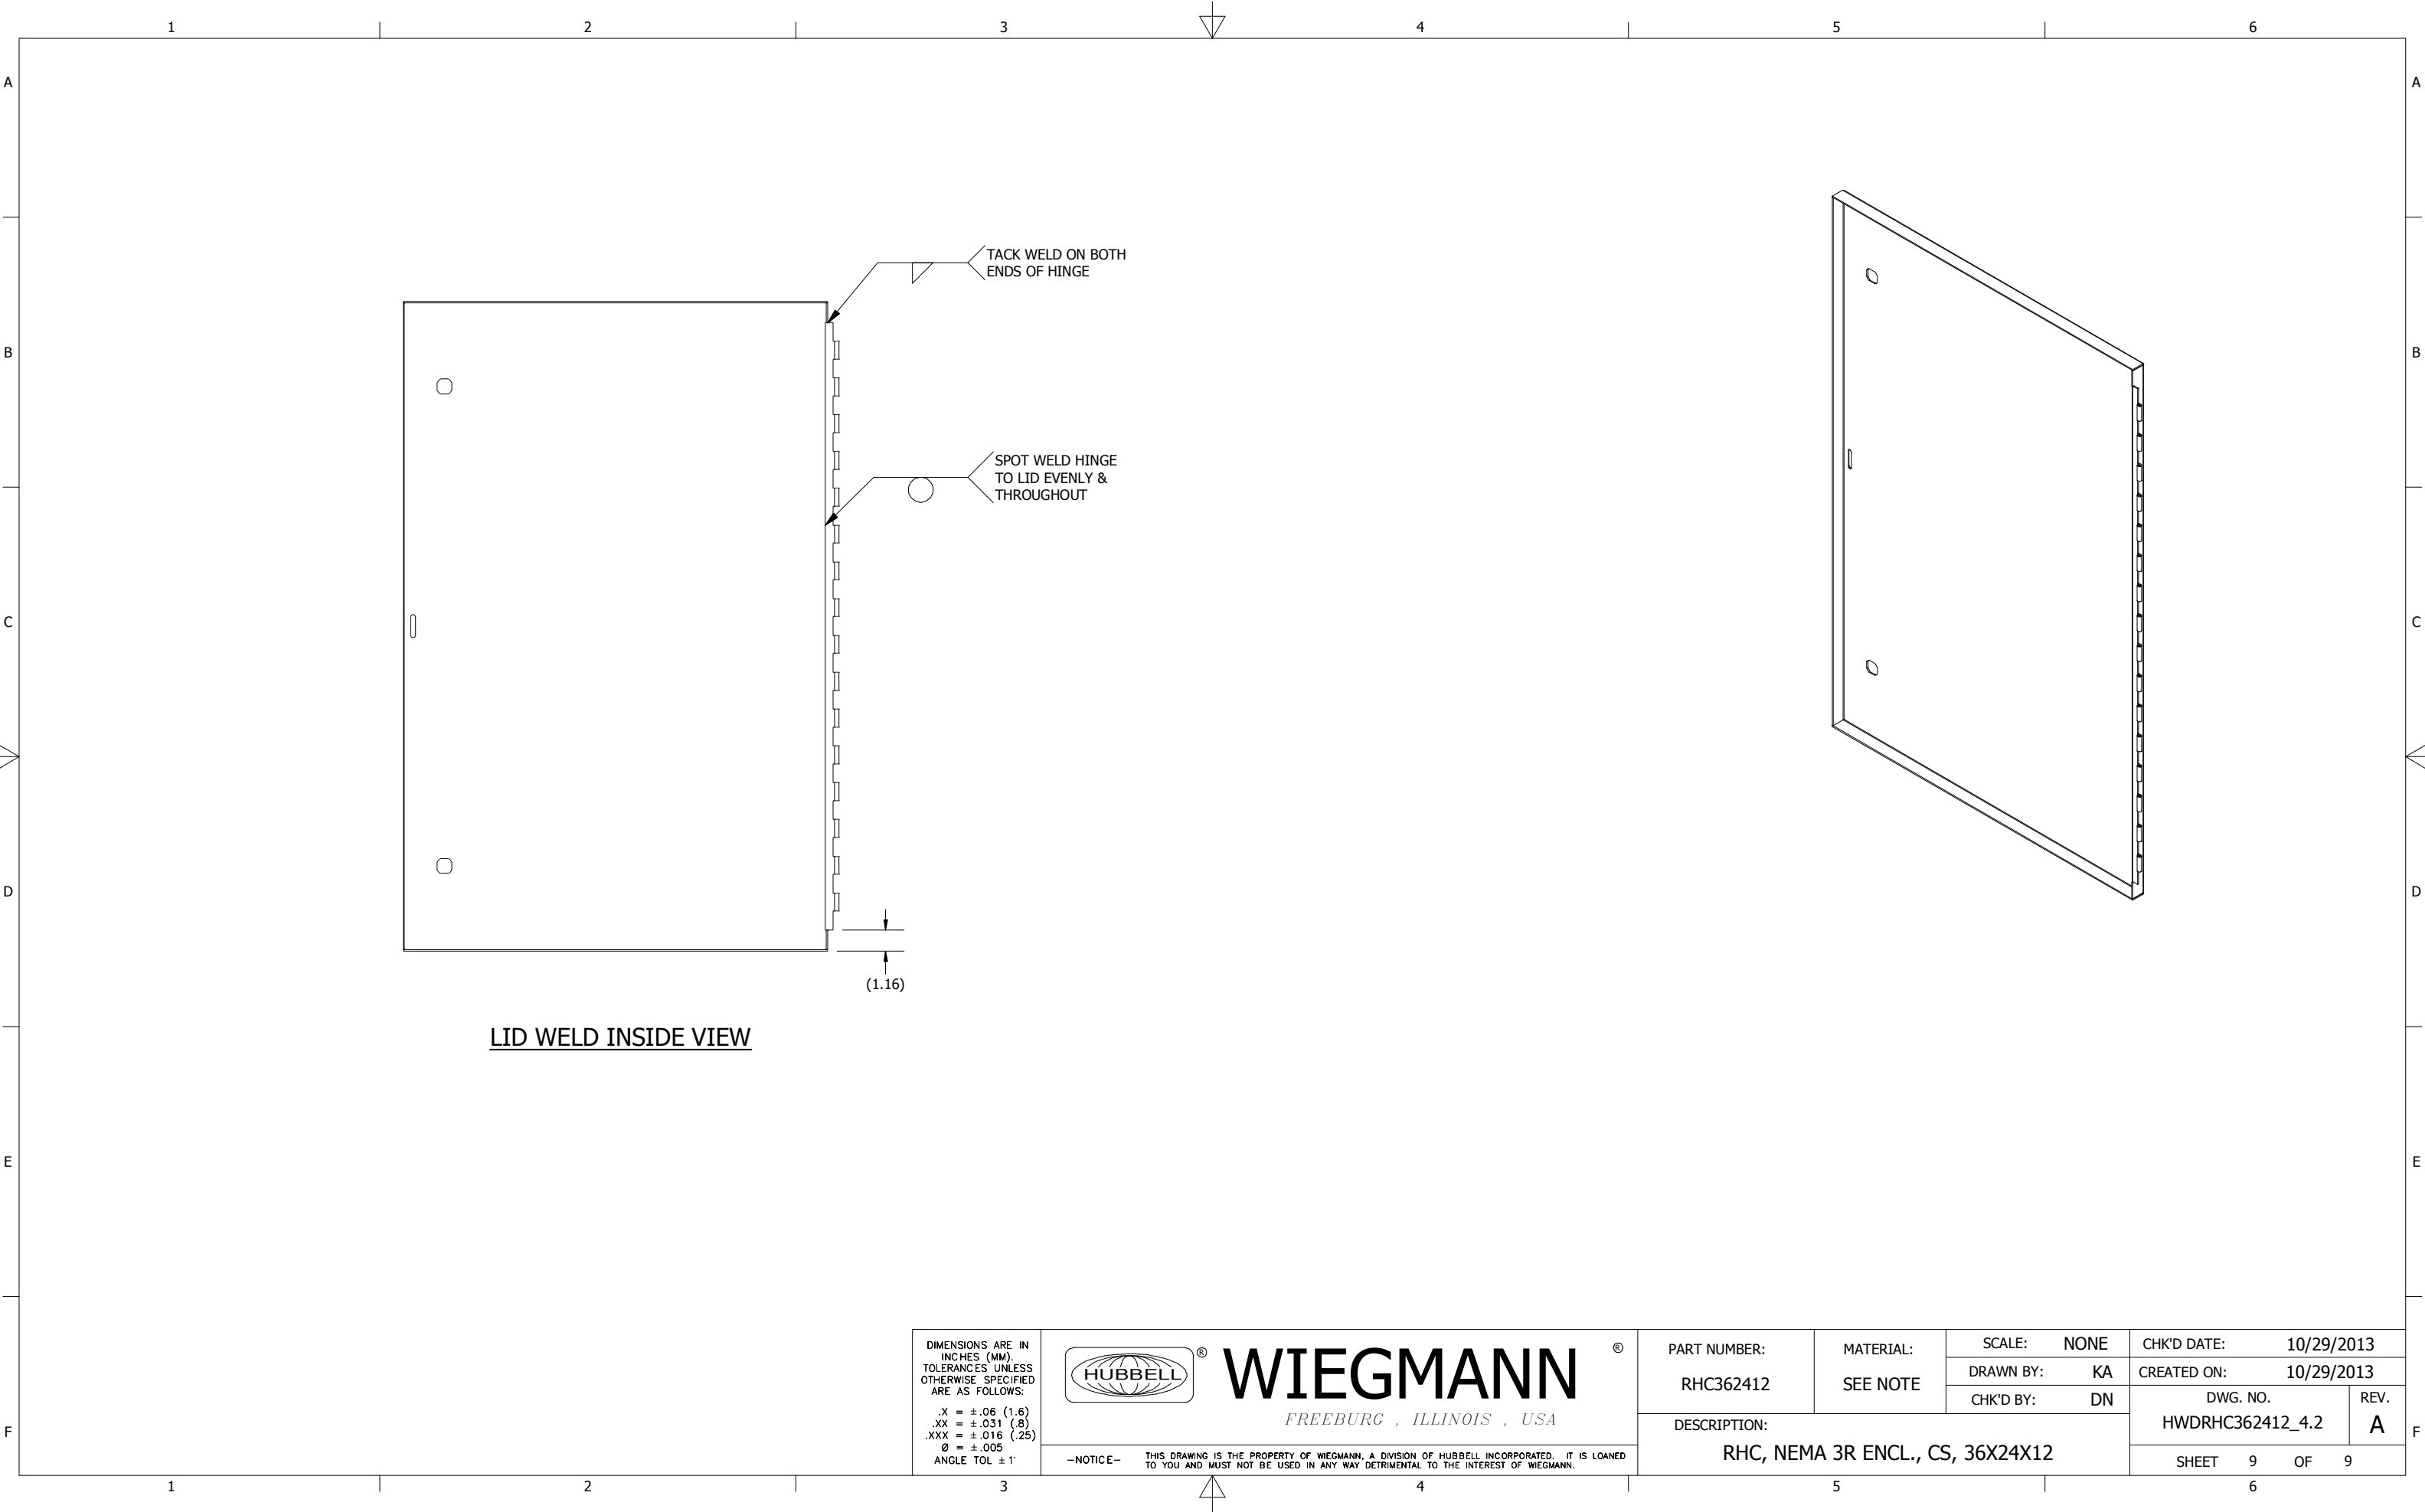 1 2 3 4 5 6
A A
TACK WELD ON BOTH
ENDS OF HINGE
B B
SPOT WELD HINGE
TO LID EVENLY &
THROUGHOUT
C C
D D
(1.16)
LID WELD INSIDE VIEW
E E
DIMENSIONS ARE IN
INCHES (MM).
TOLERANCES UNLESS
OTHERWISE SPECIFIED
ARE AS FOLLOWS:
.X = ±.06 (1.6)
.XX = ±.031 (.8)
.XXX = ±.016 (.25)
Ø = ±.005
ANGLE TOL ± 1°
HUBBELL ®
WIEGMANN ®
FREEBURG , ILLINOIS , USA
-NOTICE-
THIS DRAWING IS THE PROPERTY OF WIEGMANN, A DIVISION OF HUBBELL INCORPORATED. IT IS LOANED
TO YOU AND MUST NOT BE USED IN ANY WAY DETRIMENTAL TO THE INTEREST OF WIEGMANN.
PART NUMBER:
RHC362412
MATERIAL:
SEE NOTE
SCALE: NONE
DRAWN BY: KA
CHK'D BY: DN
CHK'D DATE: 10/29/2013
CREATED ON: 10/29/2013
DESCRIPTION:
RHC, NEMA 3R ENCL., CS, 36X24X12
DWG. NO.
HWDRHC362412_4.2
REV.
A
SHEET 9 OF 9
F F
1 2 3 4 5 6